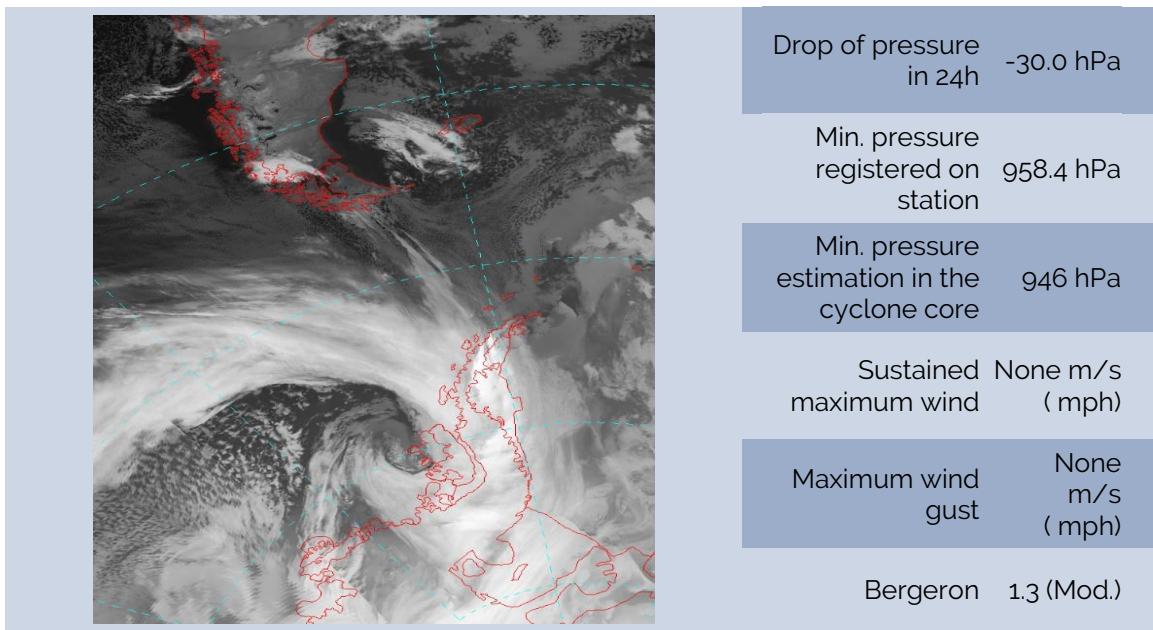 Drop of pressure
in 24h
-30.0 hPa
Min. pressure
registered on
station
958.4 hPa
Min. pressure
estimation in the
cyclone core
946 hPa
Sustained
maximum wind
None m/s
( mph)
Maximum wind
gust
None
m/s
( mph)
Bergeron
1.3 (Mod.)